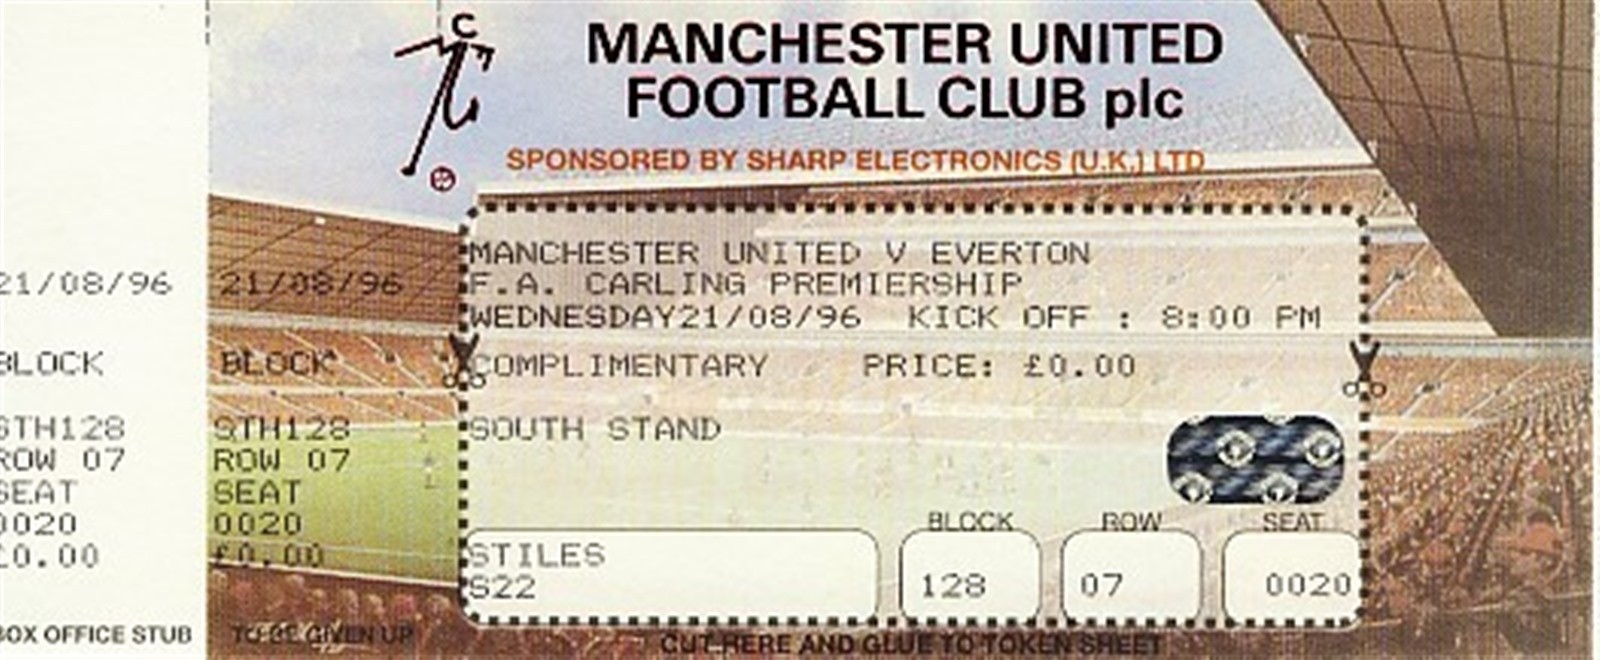 MANCHESTER UNITED
FOOTBALL CLUB plc
SPONSORED BY SHARP ELECTRONICS (U.K.) LTD
MANCHESTER UNITED V EVERTON
F.A. CARLING PREMIERSHIP
WEDNESDAY21/08/96 KICK OFF : 8:00 PM
COMPLIMENTARY PRICE: £0.00
SOUTH STAND
BLOCK ROW SEAT
STILES
S22
128 07 0020
CUT HERE AND GLUE TO TOKEN SHEET
21/08/96
BLOCK
STH128
ROW 07
SEAT
0020
£0.00
TO BE GIVEN UP
21/08/96
BLOCK
STH128
ROW 07
SEAT
0020
£0.00
BOX OFFICE STUB